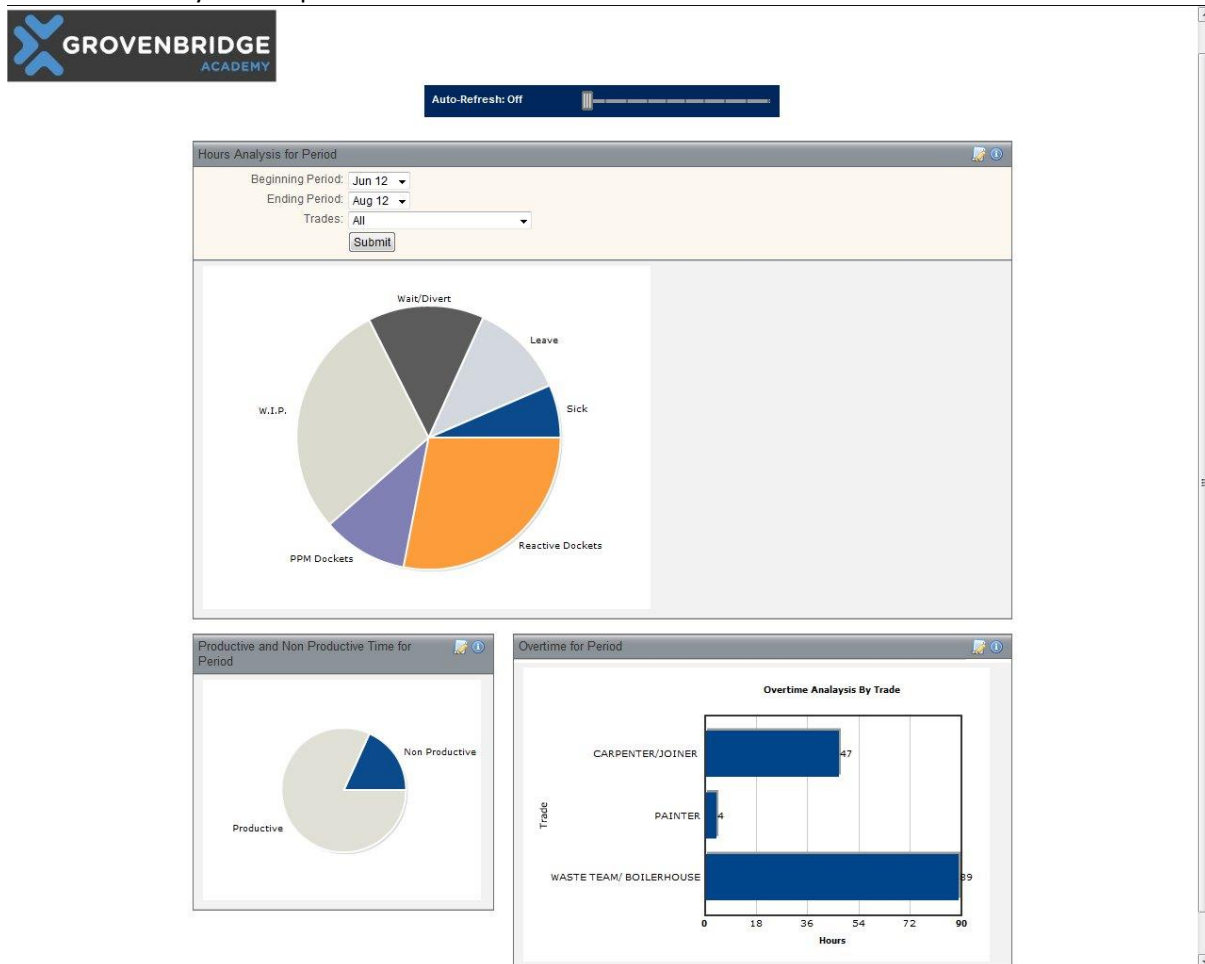 GROVENBRIDGE
ACADEMY
Auto-Refresh: Off
Hours Analysis for Period
Beginning Period: Jun 12
Ending Period: Aug 12
Trades: All
Submit
Wait/Divert
Leave
Sick
W.I.P.
Reactive Dockets
PPM Dockets
Productive and Non Productive Time for
Period
Non Productive
Productive
Overtime for Period
Overtime Analaysis By Trade
Trade
CARPENTER/JOINER 47
PAINTER 4
WASTE TEAM/ BOILERHOUSE 89
0 18 36 54 72 90
Hours